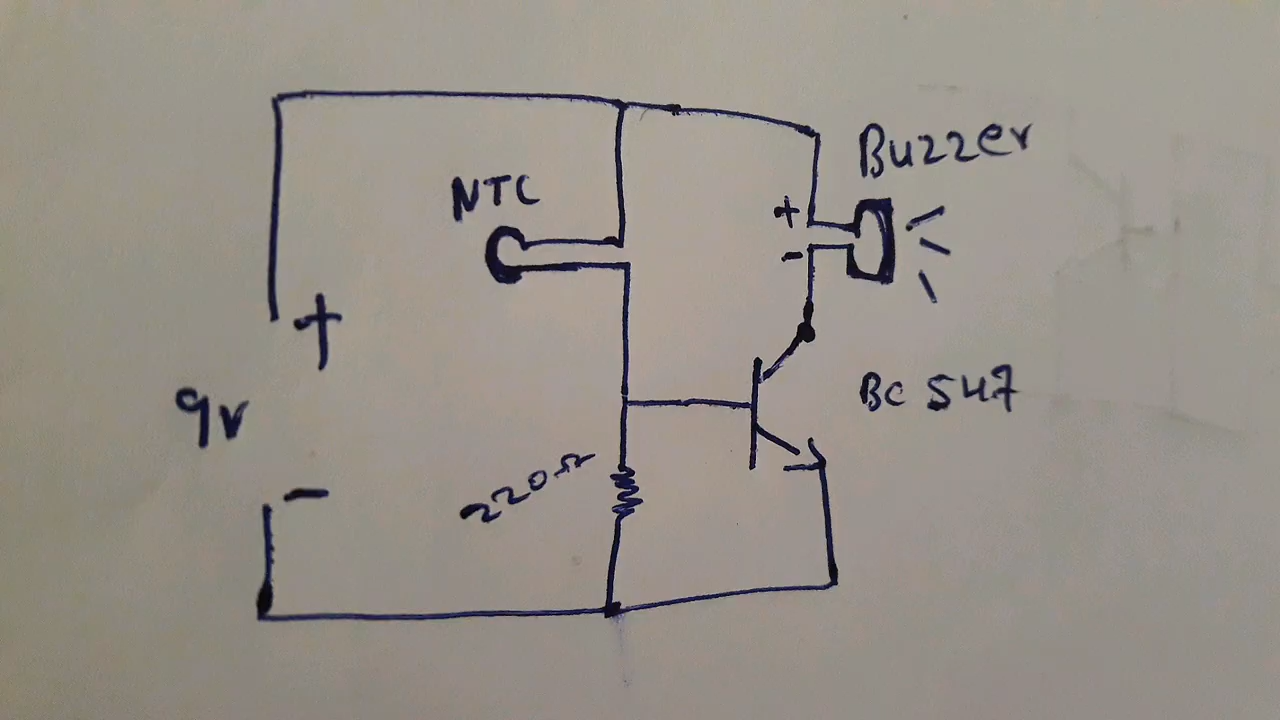 Buzzer
NTC
+
-
+
9v
BC 547
220Ω
-